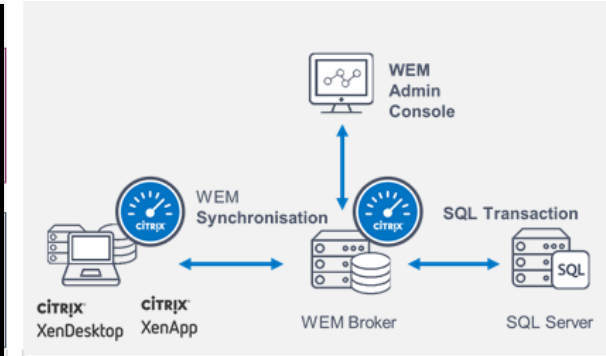 WEM
Admin
Console
CITRIX
WEM
Synchronisation
CITRIX
SQL Transaction
SQL
CITRIX
XenDesktop
CITRIX
XenApp
WEM Broker
SQL Server